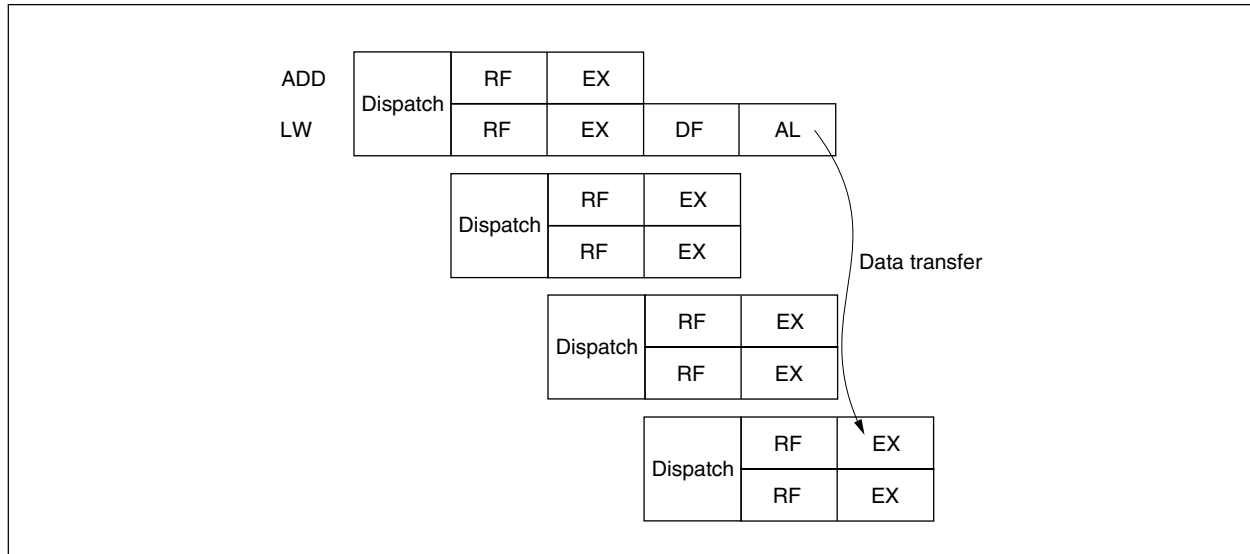 ADD
Dispatch
RF EX
LW
RF EX DF AL
Dispatch
RF EX
RF EX
Data transfer
Dispatch
RF EX
RF EX
Dispatch
RF EX
RF EX